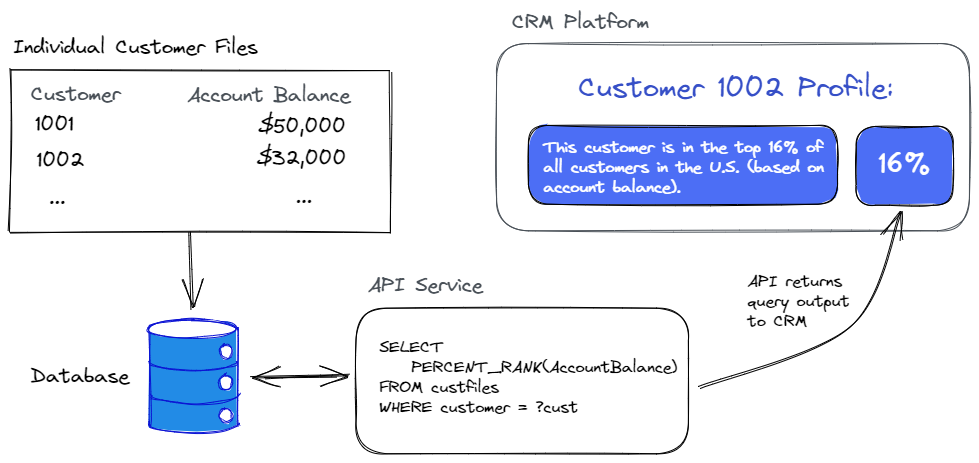 CRM Platform
Individual Customer Files
Customer Account Balance
1001 $50,000
1002 $32,000
... ...
Customer 1002 Profile:
This customer is in the top 16% of
all customers in the U.S. (based on
account balance).
16%
API Service
API returns
query output
to CRM
Database
SELECT
PERCENT_RANK(AccountBalance)
FROM custfiles
WHERE customer = ?cust